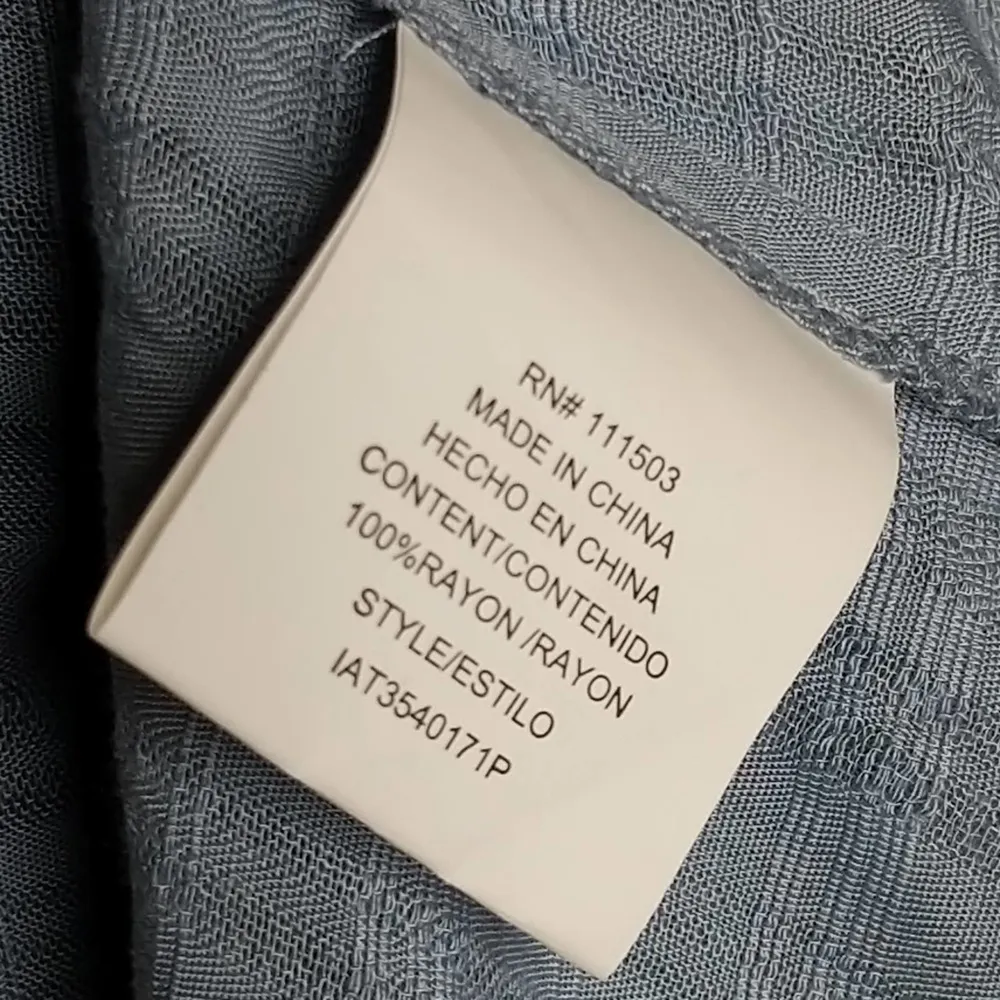 RN# 111503
MADE IN CHINA
HECHO EN CHINA
CONTENT/CONTENIDO
100%RAYON /RAYON
STYLE/ESTILO
IAT3540171P